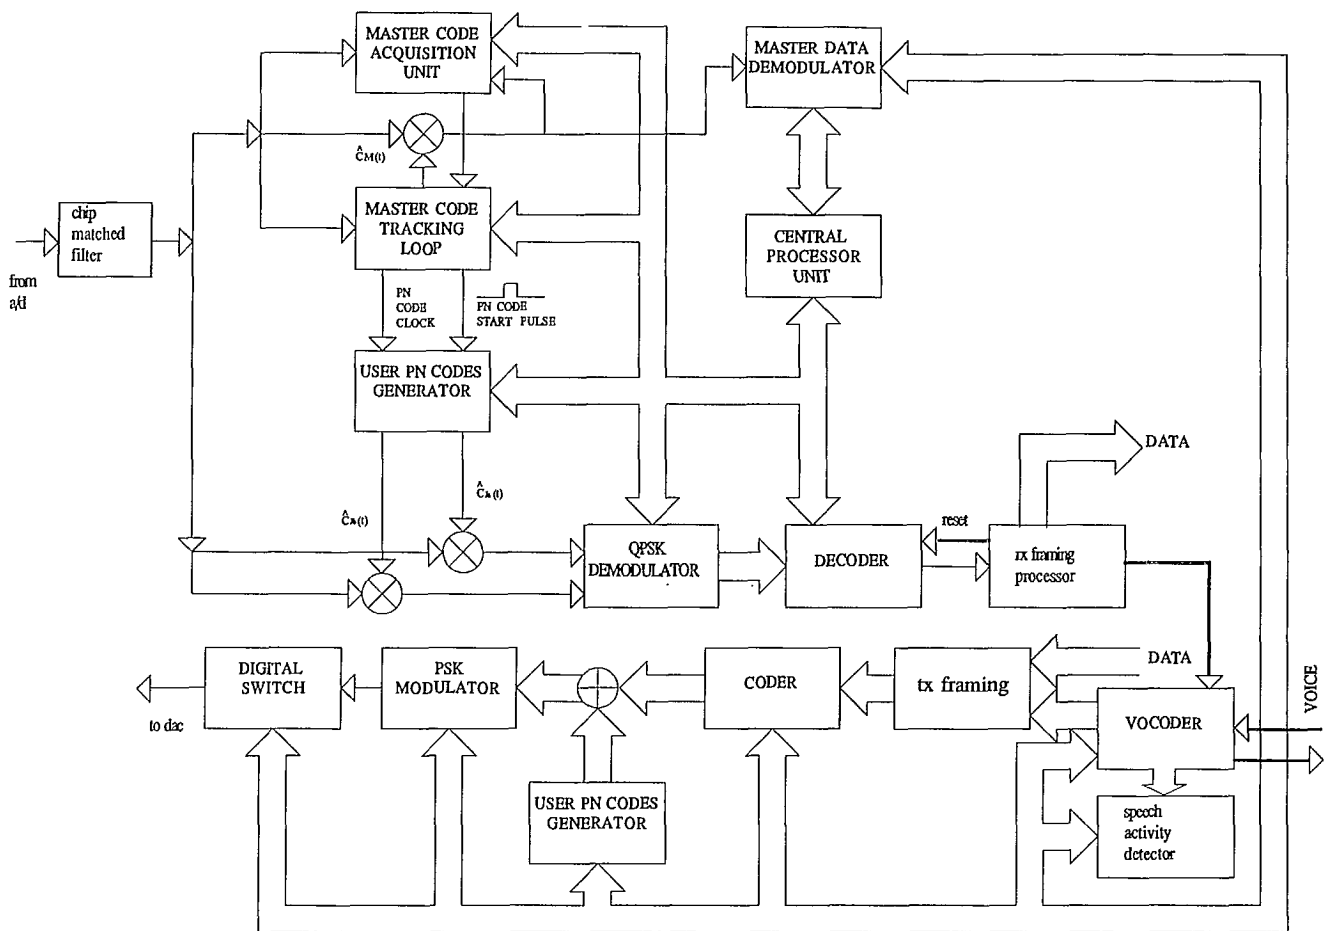 MASTER CODE
ACQUISITION
UNIT
MASTER DATA
DEMODULATOR
ĈM(t)
chip
matched
filter
MASTER CODE
TRACKING
LOOP
CENTRAL
PROCESSOR
UNIT
from
a/d
PN
CODE
CLOCK
PN CODE
START PULSE
USER PN CODES
GENERATOR
DATA
reset
QPSK
DEMODULATOR
DECODER
rx framing
processor
DIGITAL
SWITCH
PSK
MODULATOR
CODER
tx framing
DATA
VOCODER
VOICE
to dac
USER PN CODES
GENERATOR
speech
activity
detector